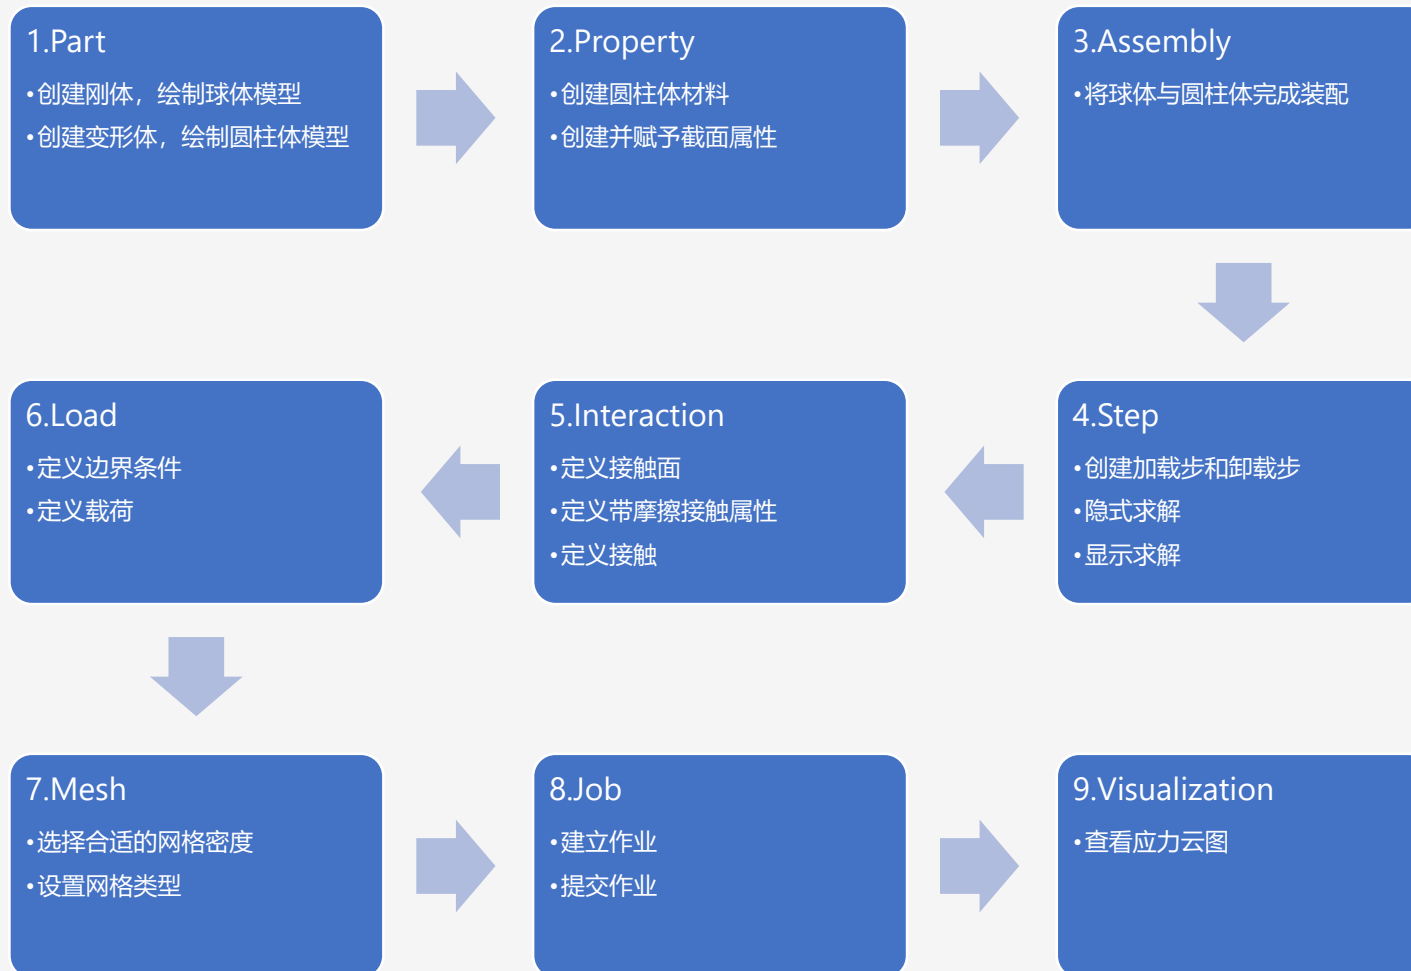 1.Part
•创建刚体，绘制球体模型
•创建变形体，绘制圆柱体模型
2.Property
•创建圆柱体材料
•创建并赋予截面属性
3.Assembly
•将球体与圆柱体完成装配
4.Step
•创建加载步和卸载步
•隐式求解
•显示求解
5.Interaction
•定义接触面
•定义带摩擦接触属性
•定义接触
6.Load
•定义边界条件
•定义载荷
7.Mesh
•选择合适的网格密度
•设置网格类型
8.Job
•建立作业
•提交作业
9.Visualization
•查看应力云图